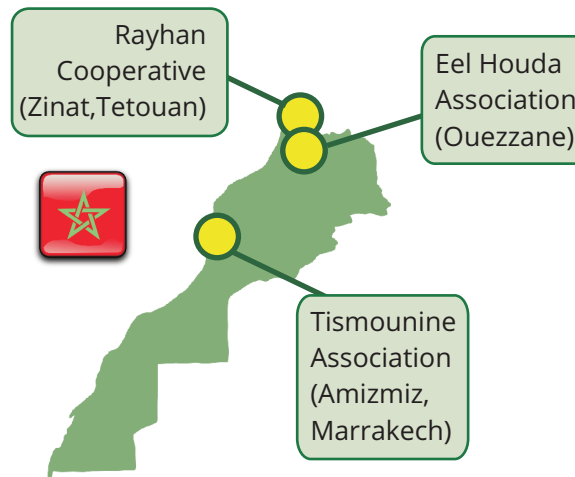 Rayhan
Cooperative
(Zinat,Tetouan)
Eel Houda
Association
(Ouezzane)
Tismounine
Association
(Amizmiz,
Marrakech)